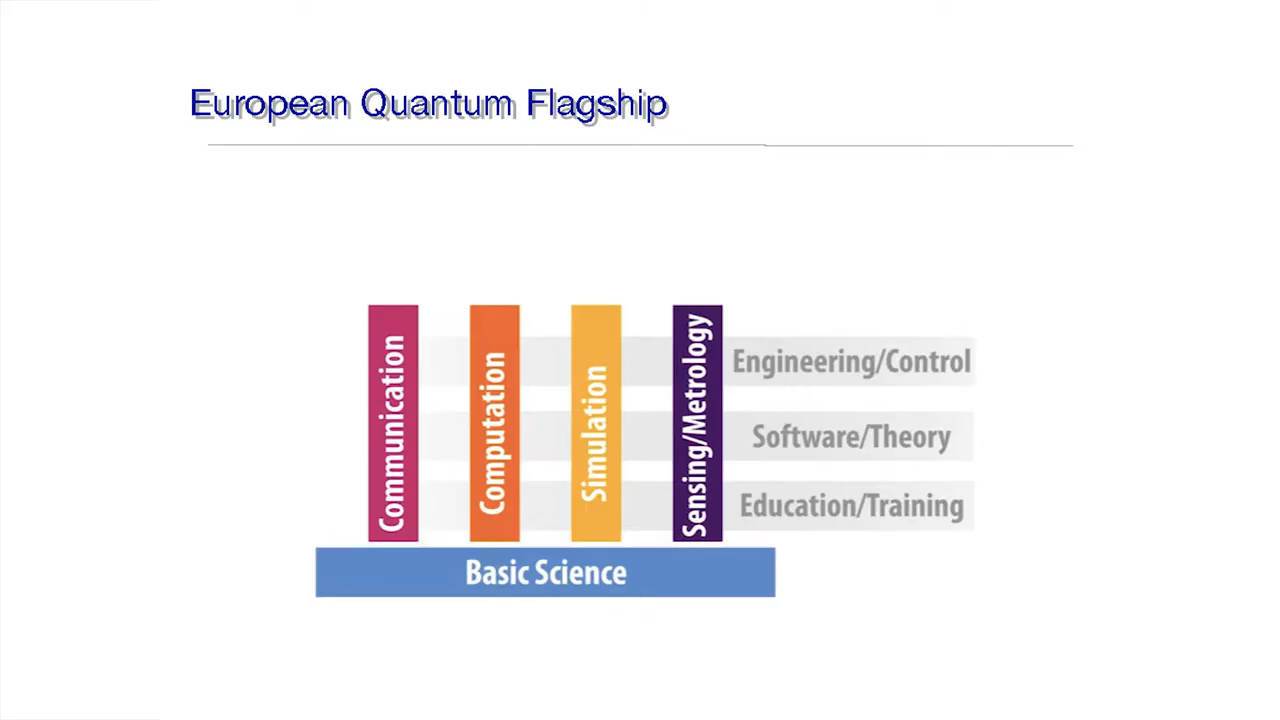 European Quantum Flagship
Communication
Computation
Simulation
Sensing/Metrology
Engineering/Control
Software/Theory
Education/Training
Basic Science